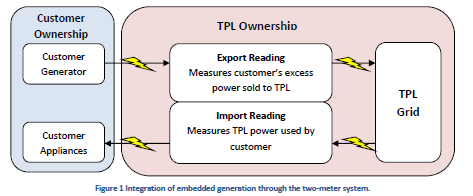 Customer
Ownership
TPL Ownership
Customer
Generator
Export Reading
Measures customer's excess
power sold to TPL
TPL
Grid
Import Reading
Measures TPL power used by
customer
Customer
Appliances
Figure 1 Integration of embedded generation through the two-meter system.